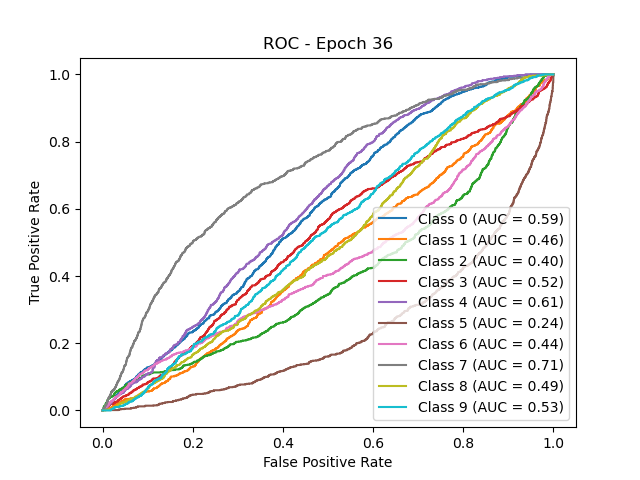 ROC - Epoch 36
True Positive Rate
1.0
0.8
0.6
0.4
0.2
0.0
Class 0 (AUC = 0.59)
Class 1 (AUC = 0.46)
Class 2 (AUC = 0.40)
Class 3 (AUC = 0.52)
Class 4 (AUC = 0.61)
Class 5 (AUC = 0.24)
Class 6 (AUC = 0.44)
Class 7 (AUC = 0.71)
Class 8 (AUC = 0.49)
Class 9 (AUC = 0.53)
0.0 0.2 0.4 0.6 0.8 1.0
False Positive Rate